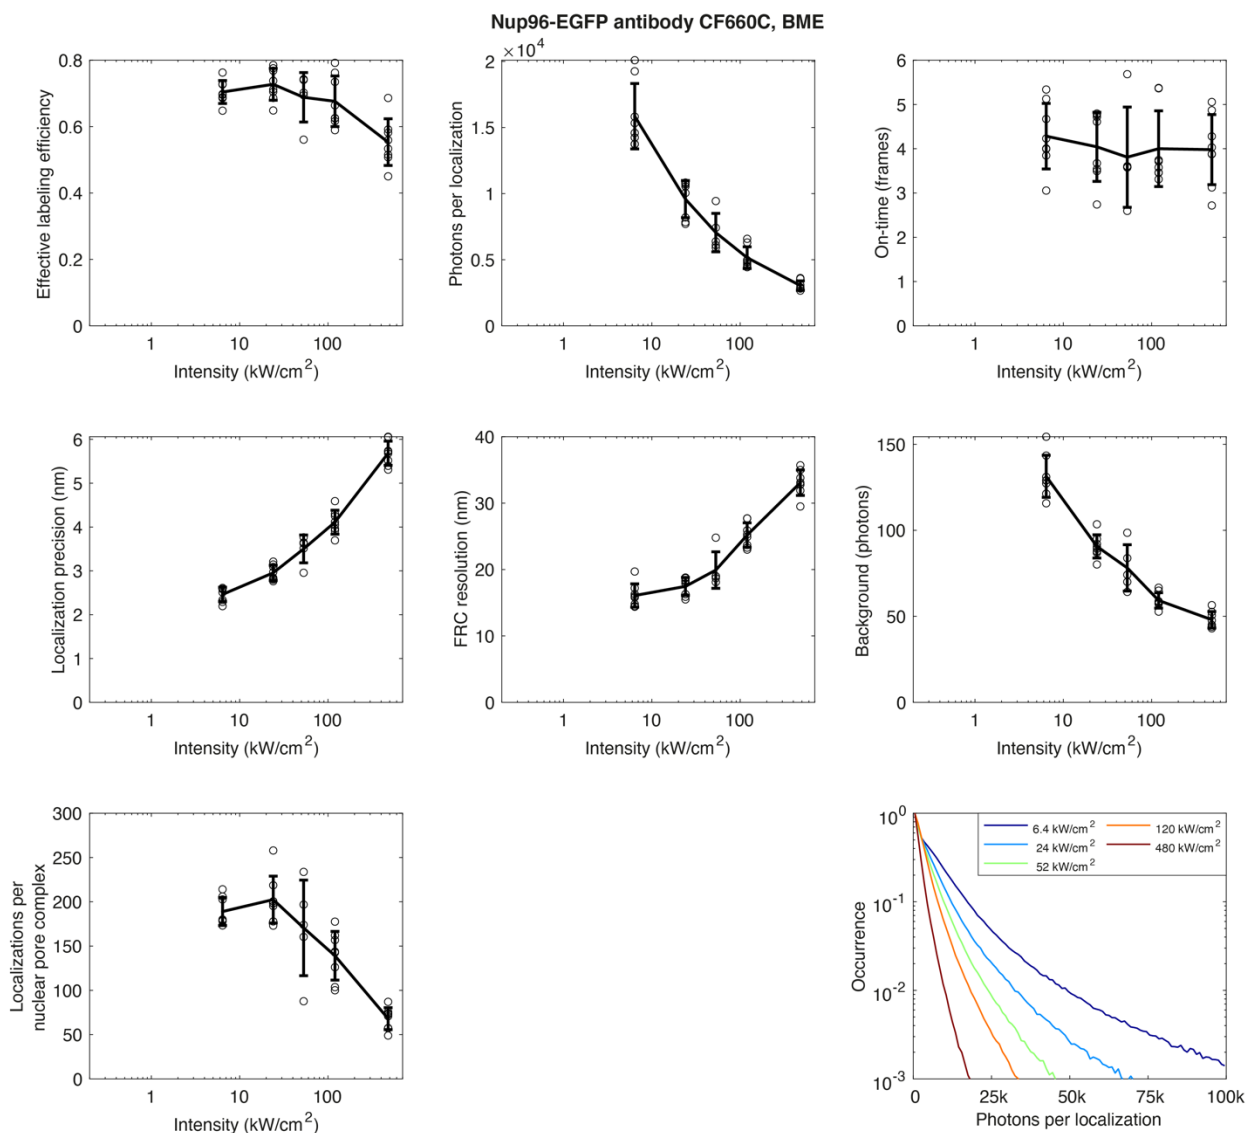 Nup96-EGFP antibody CF660C, BME
0.8
0.6
0.4
0.2
0
Effective labeling efficiency
1 10 100
Intensity (kW/cm²)
×10⁴
2
1.5
1
0.5
0
Photons per localization
1 10 100
Intensity (kW/cm²)
6
5
4
3
2
1
0
On-time (frames)
1 10 100
Intensity (kW/cm²)
6
5
4
3
2
1
0
Localization precision (nm)
1 10 100
Intensity (kW/cm²)
40
30
20
10
0
FRC resolution (nm)
1 10 100
Intensity (kW/cm²)
150
100
50
0
Background (photons)
1 10 100
Intensity (kW/cm²)
300
250
200
150
100
50
0
Localizations per
nuclear pore complex
1 10 100
Intensity (kW/cm²)
10⁰
10⁻¹
10⁻²
10⁻³
Occurrence
6.4 kW/cm²
24 kW/cm²
52 kW/cm²
120 kW/cm²
480 kW/cm²
0 25k 50k 75k 100k
Photons per localization